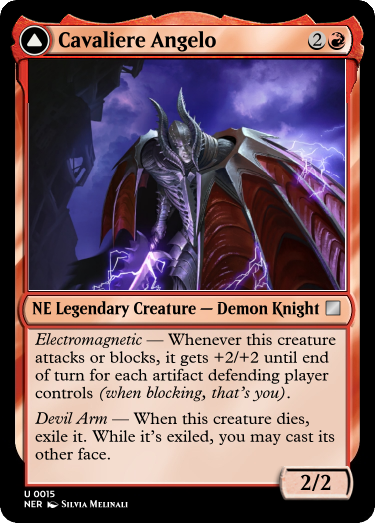 Cavaliere Angelo 2
NE Legendary Creature — Demon Knight
Electromagnetic — Whenever this creature
attacks or blocks, it gets +2/+2 until end
of turn for each artifact defending player
controls (when blocking, that's you).
Devil Arm — When this creature dies,
exile it. While it's exiled, you may cast its
other face.
2/2
U 0015
NER Silvia Melinali